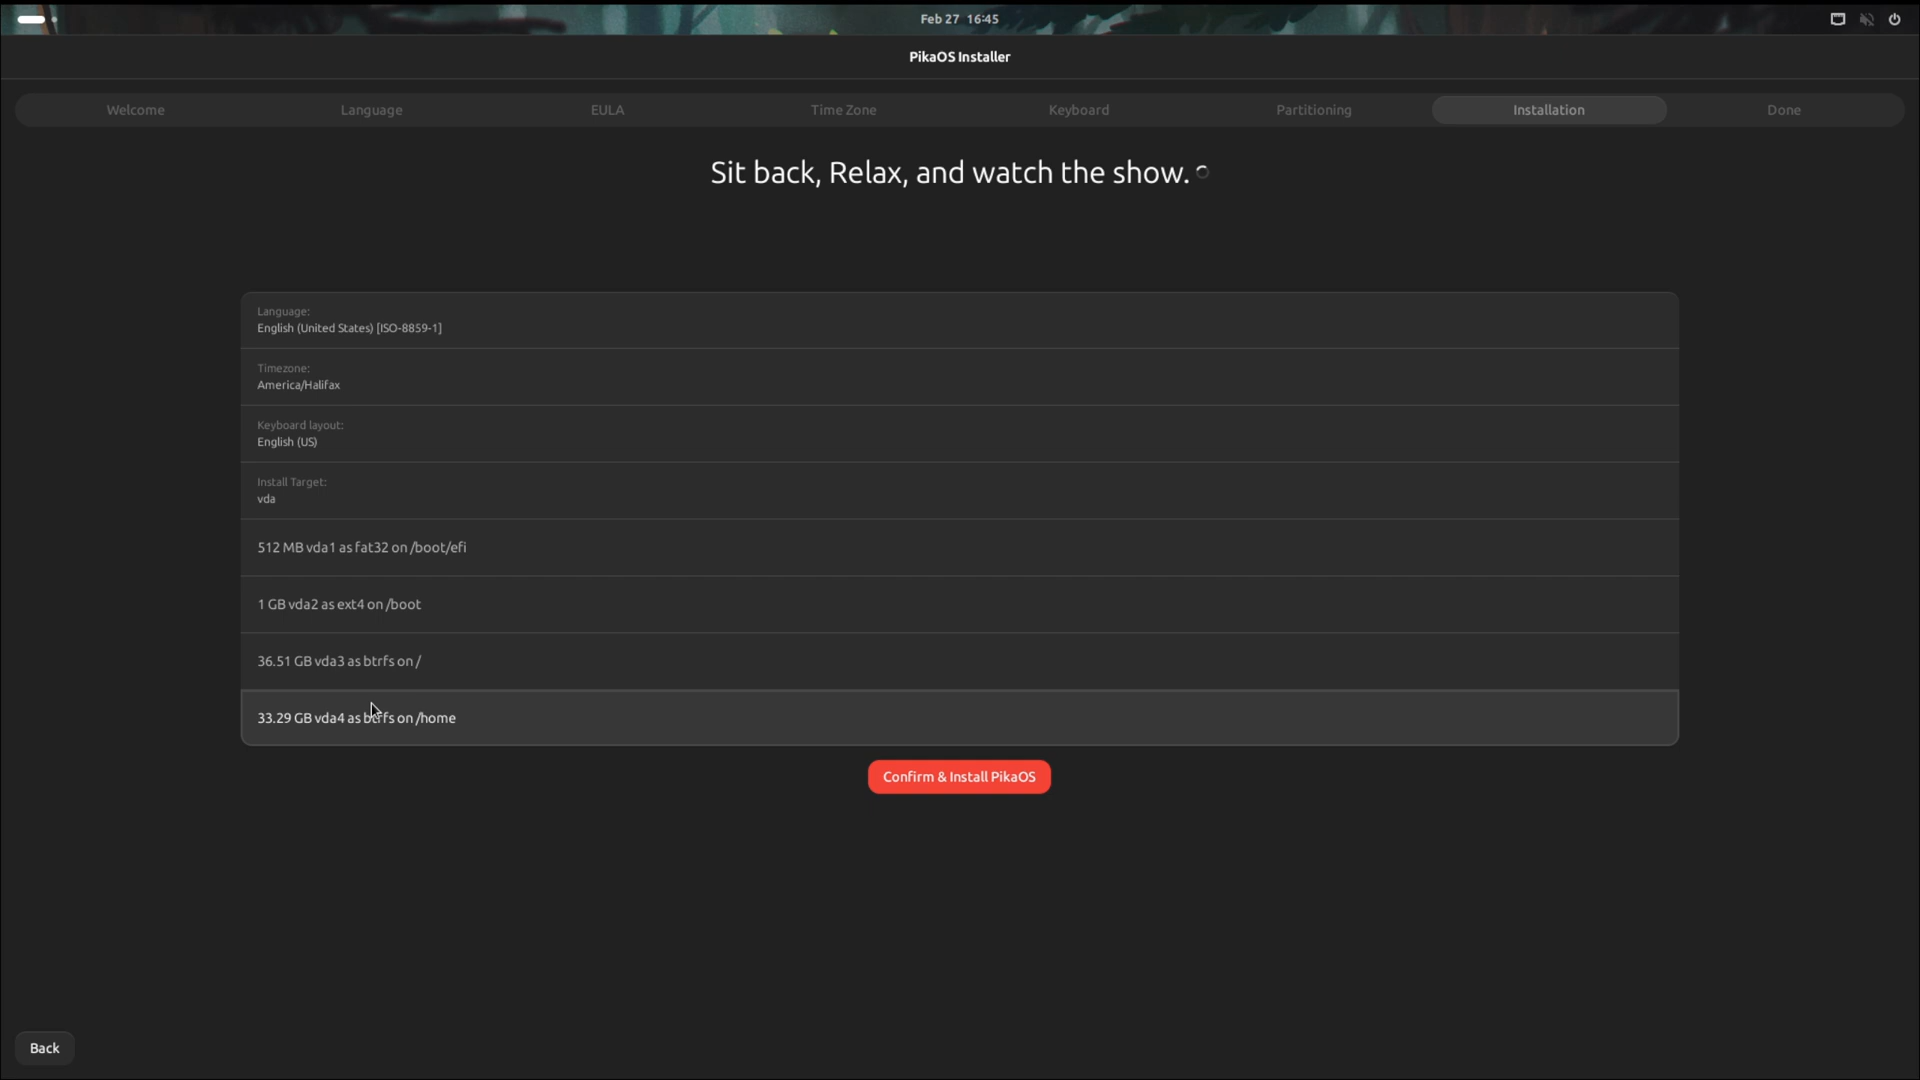 Feb 27 16:45
PikaOS Installer
Welcome
Language
EULA
Time Zone
Keyboard
Partitioning
Installation
Done
Sit back, Relax, and watch the show.
Language:
English (United States) [ISO-8859-1]
Timezone:
America/Halifax
Keyboard layout:
English (US)
Install Target:
vda
512 MB vda1 as fat32 on /boot/efi
1 GB vda2 as ext4 on /boot
36.51 GB vda3 as btrfs on /
33.29 GB vda4 as btrfs on /home
Confirm & Install PikaOS
Back